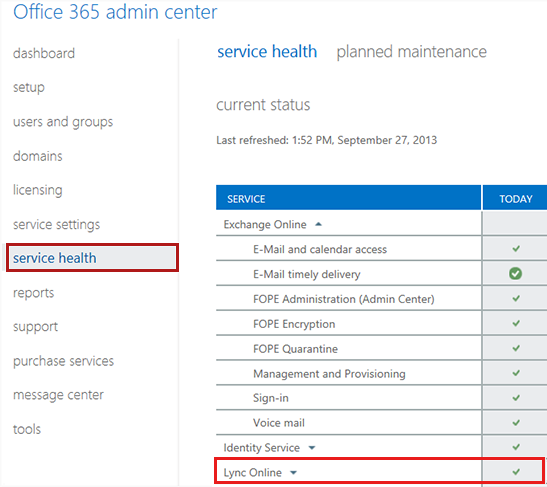 Office 365 admin center
dashboard
setup
users and groups
domains
licensing
service settings
service health
reports
support
purchase services
message center
tools
service health planned maintenance
current status
Last refreshed: 1:52 PM, September 27, 2013
SERVICE TODAY
Exchange Online
E-Mail and calendar access
E-Mail timely delivery
FOPE Administration (Admin Center)
FOPE Encryption
FOPE Quarantine
Management and Provisioning
Sign-in
Voice mail
Identity Service
Lync Online